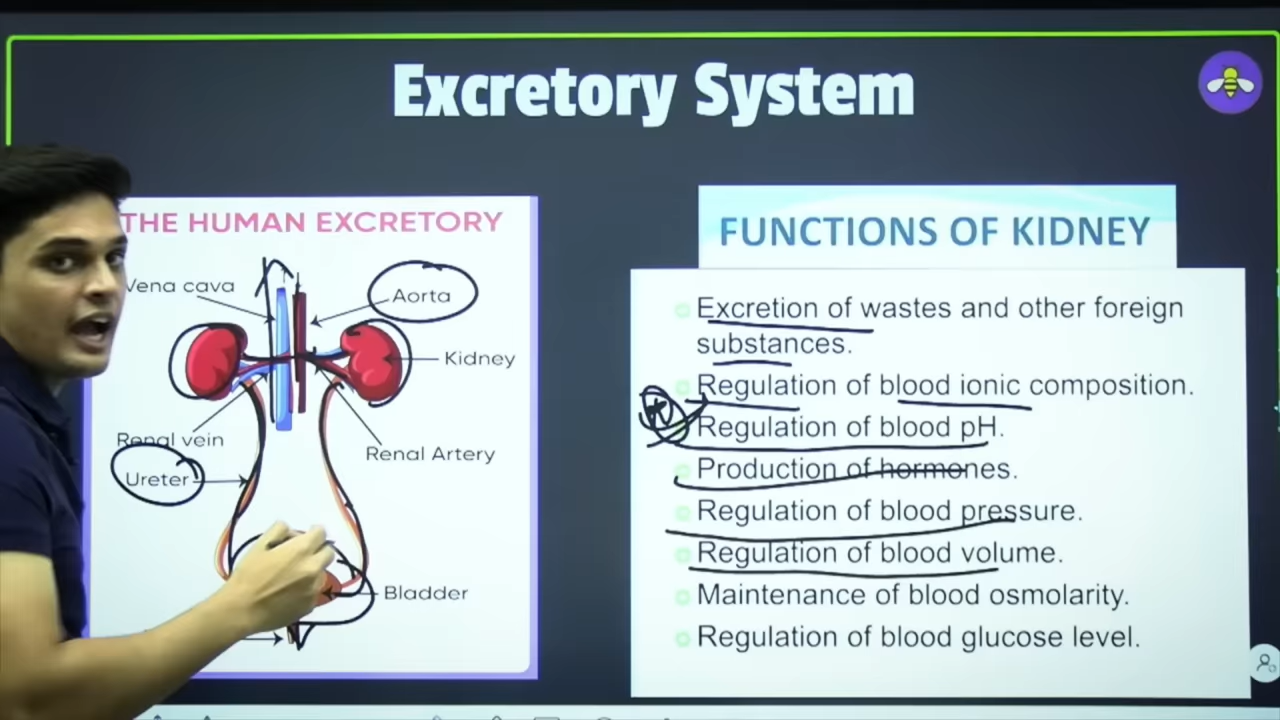 Excretory System
THE HUMAN EXCRETORY
Vena cava
Aorta
Kidney
Renal vein
Renal Artery
Ureter
Bladder
FUNCTIONS OF KIDNEY
Excretion of wastes and other foreign
substances.
Regulation of blood ionic composition.
Regulation of blood pH.
Production of hormones.
Regulation of blood pressure.
Regulation of blood volume.
Maintenance of blood osmolarity.
Regulation of blood glucose level.